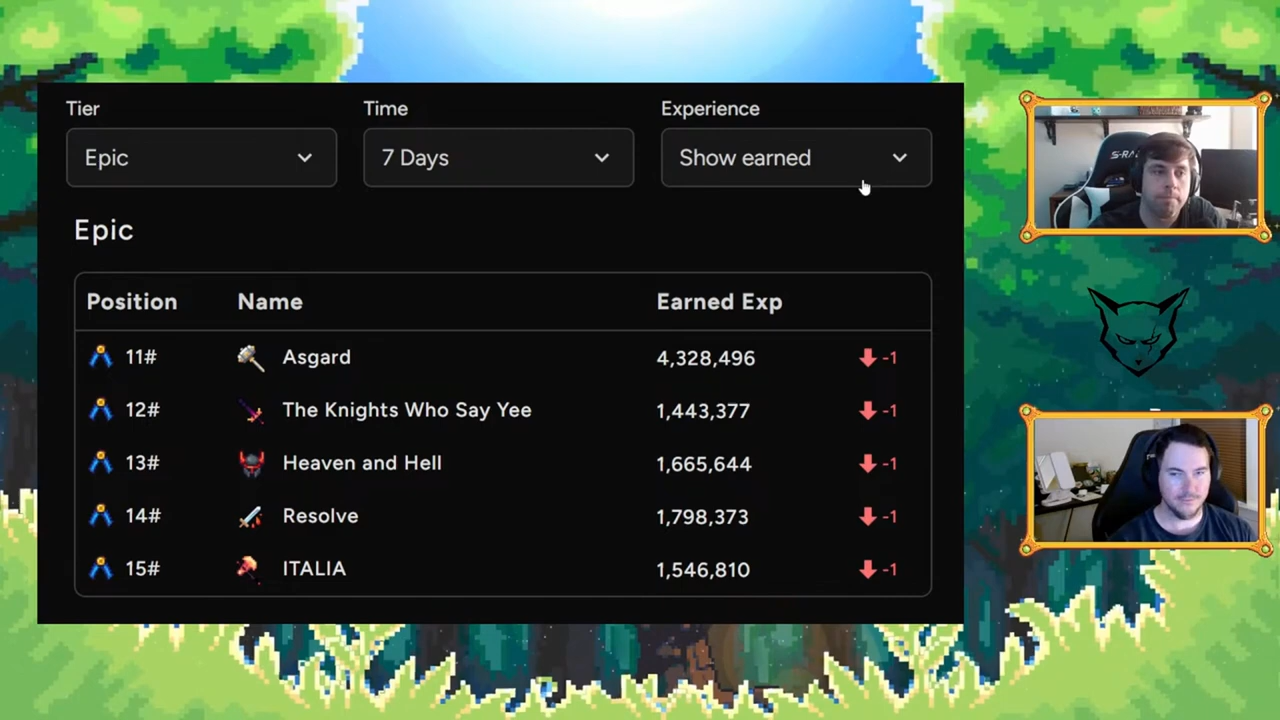 Tier Time Experience
Epic 7 Days Show earned
Epic
Position Name Earned Exp
11# Asgard 4,328,496 -1
12# The Knights Who Say Yee 1,443,377 -1
13# Heaven and Hell 1,665,644 -1
14# Resolve 1,798,373 -1
15# ITALIA 1,546,810 -1